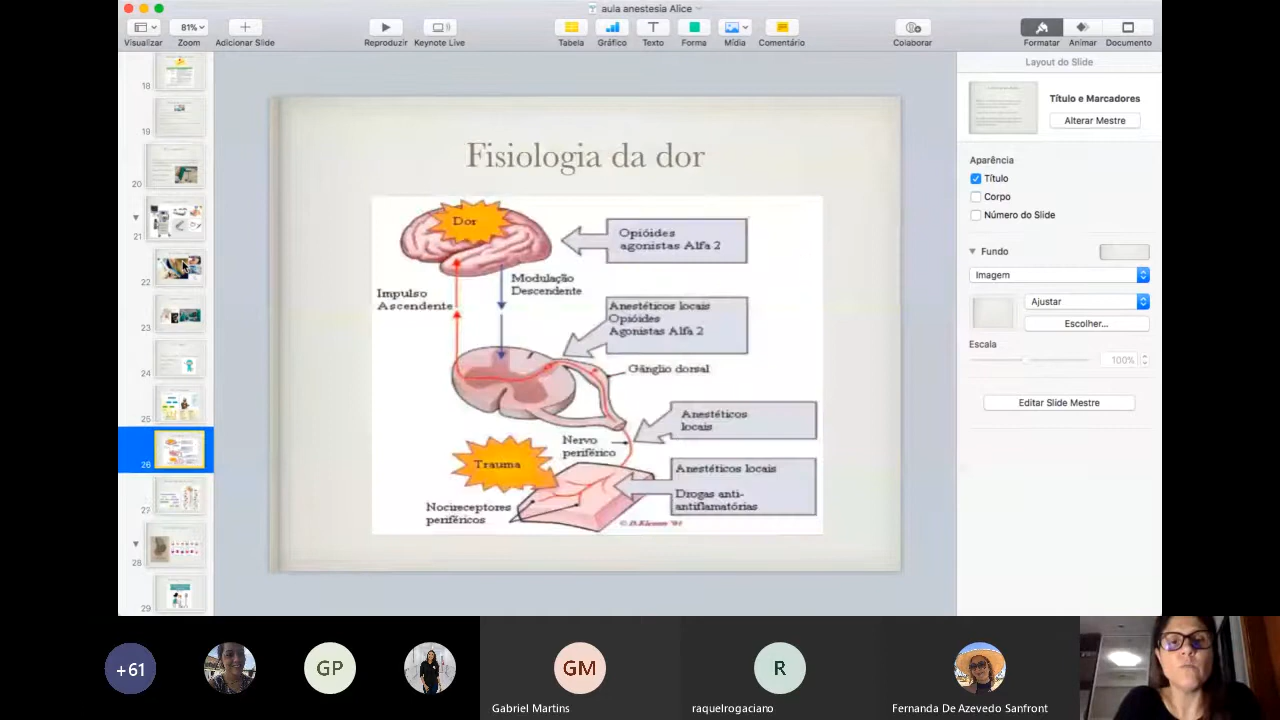 aula anestesia Alice
81%
Visualizar
Zoom
Adicionar Slide
Reproduzir
Keynote Live
Tabela
Gráfico
Texto
Forma
Mídia
Comentário
Colaborar
Formatar
Animar
Documento
18
19
20
21
22
23
24
25
26
27
28
29
Fisiologia da dor
Dor
Opióides
agonistas Alfa 2
Modulação
Descendente
Impulso
Ascendente
Anestéticos locais
Opióides
Agonistas Alfa 2
Gânglio dorsal
Anestéticos
locais
Nervo
periférico
Trauma
Anestéticos locais
Drogas anti-
antiflamatórias
Nocireceptores
periféricos
Layout do Slide
Título e Marcadores
Alterar Mestre
Aparência
Título
Corpo
Número do Slide
Fundo
Imagem
Ajustar
Escolher...
Escala
100%
Editar Slide Mestre
+61
GP
GM
R
Gabriel Martins
raquelrogaciano
Fernanda De Azevedo Sanfront